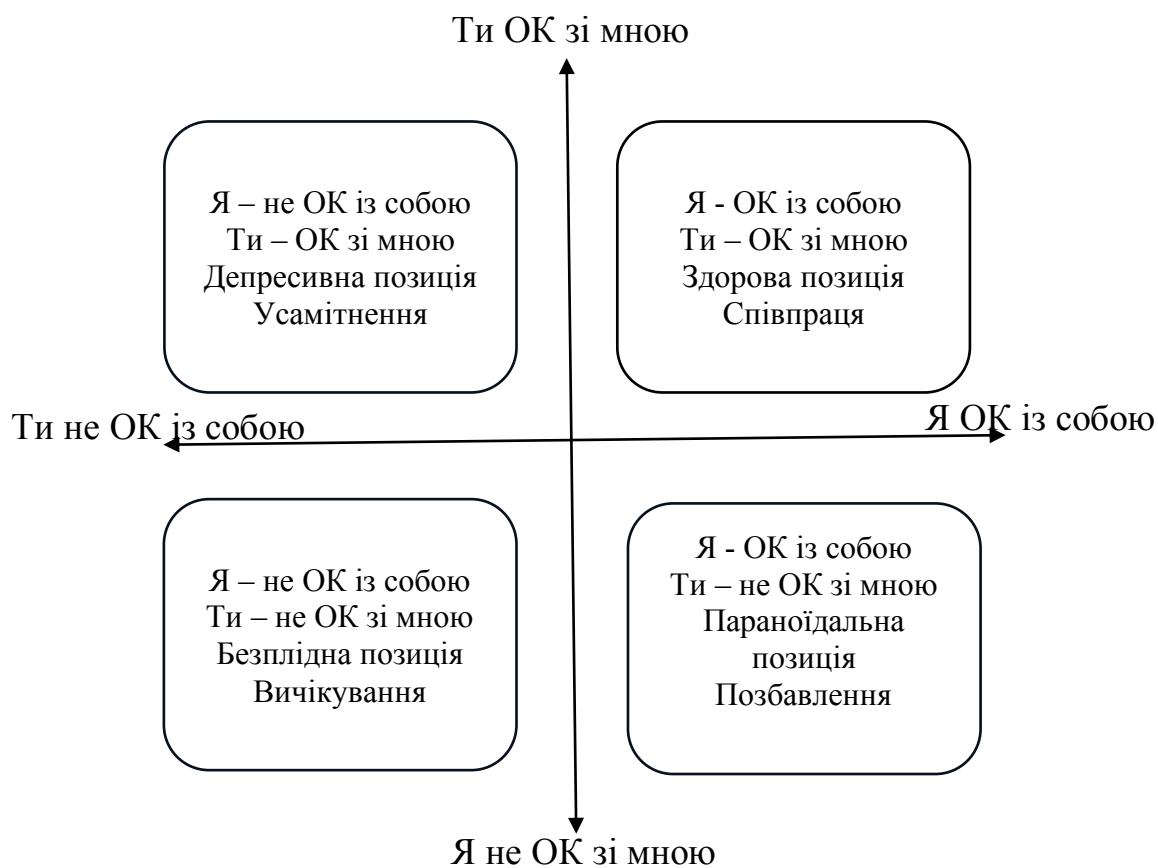 Ти ОК зі мною
Я – не ОК із собою
Ти – ОК зі мною
Депресивна позиція
Усамітнення
Я - ОК із собою
Ти – ОК зі мною
Здорова позиція
Співпраця
Ти не ОК із собою
Я ОК із собою
Я – не ОК із собою
Ти – не ОК зі мною
Безплідна позиція
Вичікування
Я - ОК із собою
Ти – не ОК зі мною
Параноїдальна
позиція
Позбавлення
Я не ОК зі мною